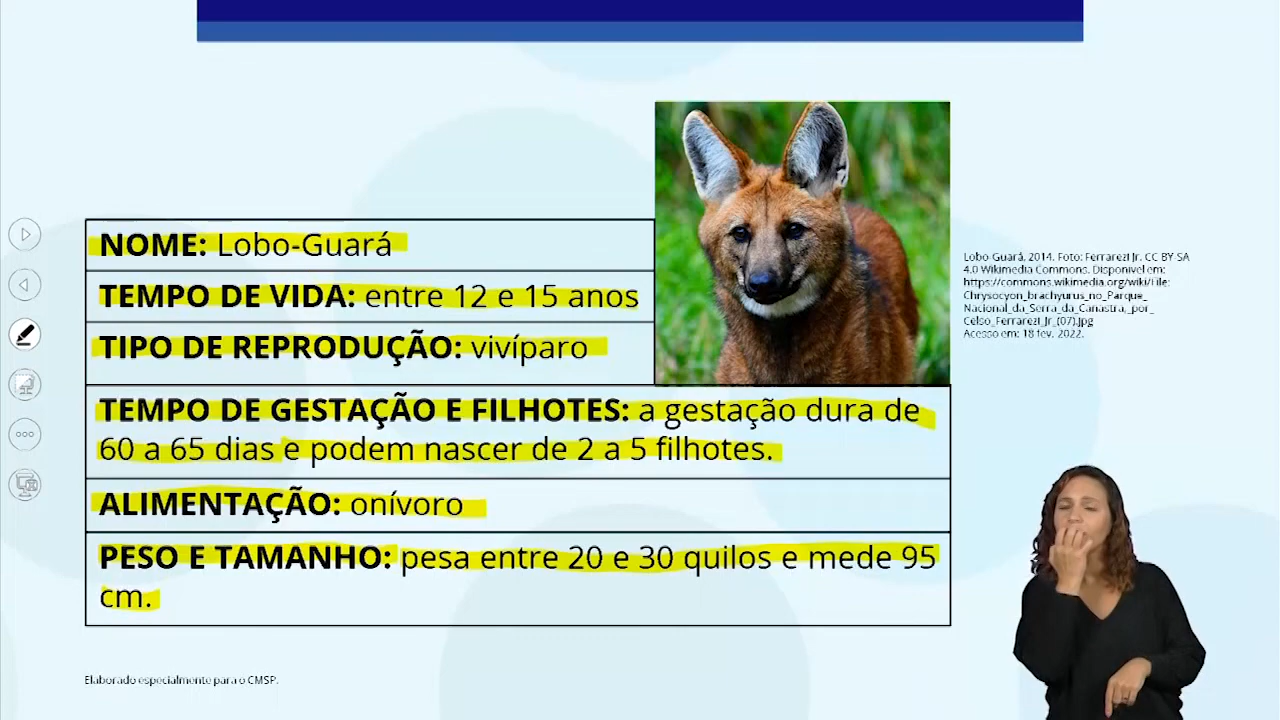 NOME: Lobo-Guará
TEMPO DE VIDA: entre 12 e 15 anos
TIPO DE REPRODUÇÃO: vivíparo
TEMPO DE GESTAÇÃO E FILHOTES: a gestação dura de
60 a 65 dias e podem nascer de 2 a 5 filhotes.
ALIMENTAÇÃO: onívoro
PESO E TAMANHO: pesa entre 20 e 30 quilos e mede 95
cm.
Lobo-Guará, 2014. Foto: Ferrarezi Jr. CC BY SA
4.0 Wikimedia Commons. Disponível em:
https://commons.wikimedia.org/wiki/File:
Chrysocyon_brachyurus_no_Parque_
Nacional_da_Serra_da_Canastra,_por_
Celso_Ferrarezi_Jr_(07).jpg
Acesso em: 18 fev. 2022.
Elaborado especialmente para o CMSP.